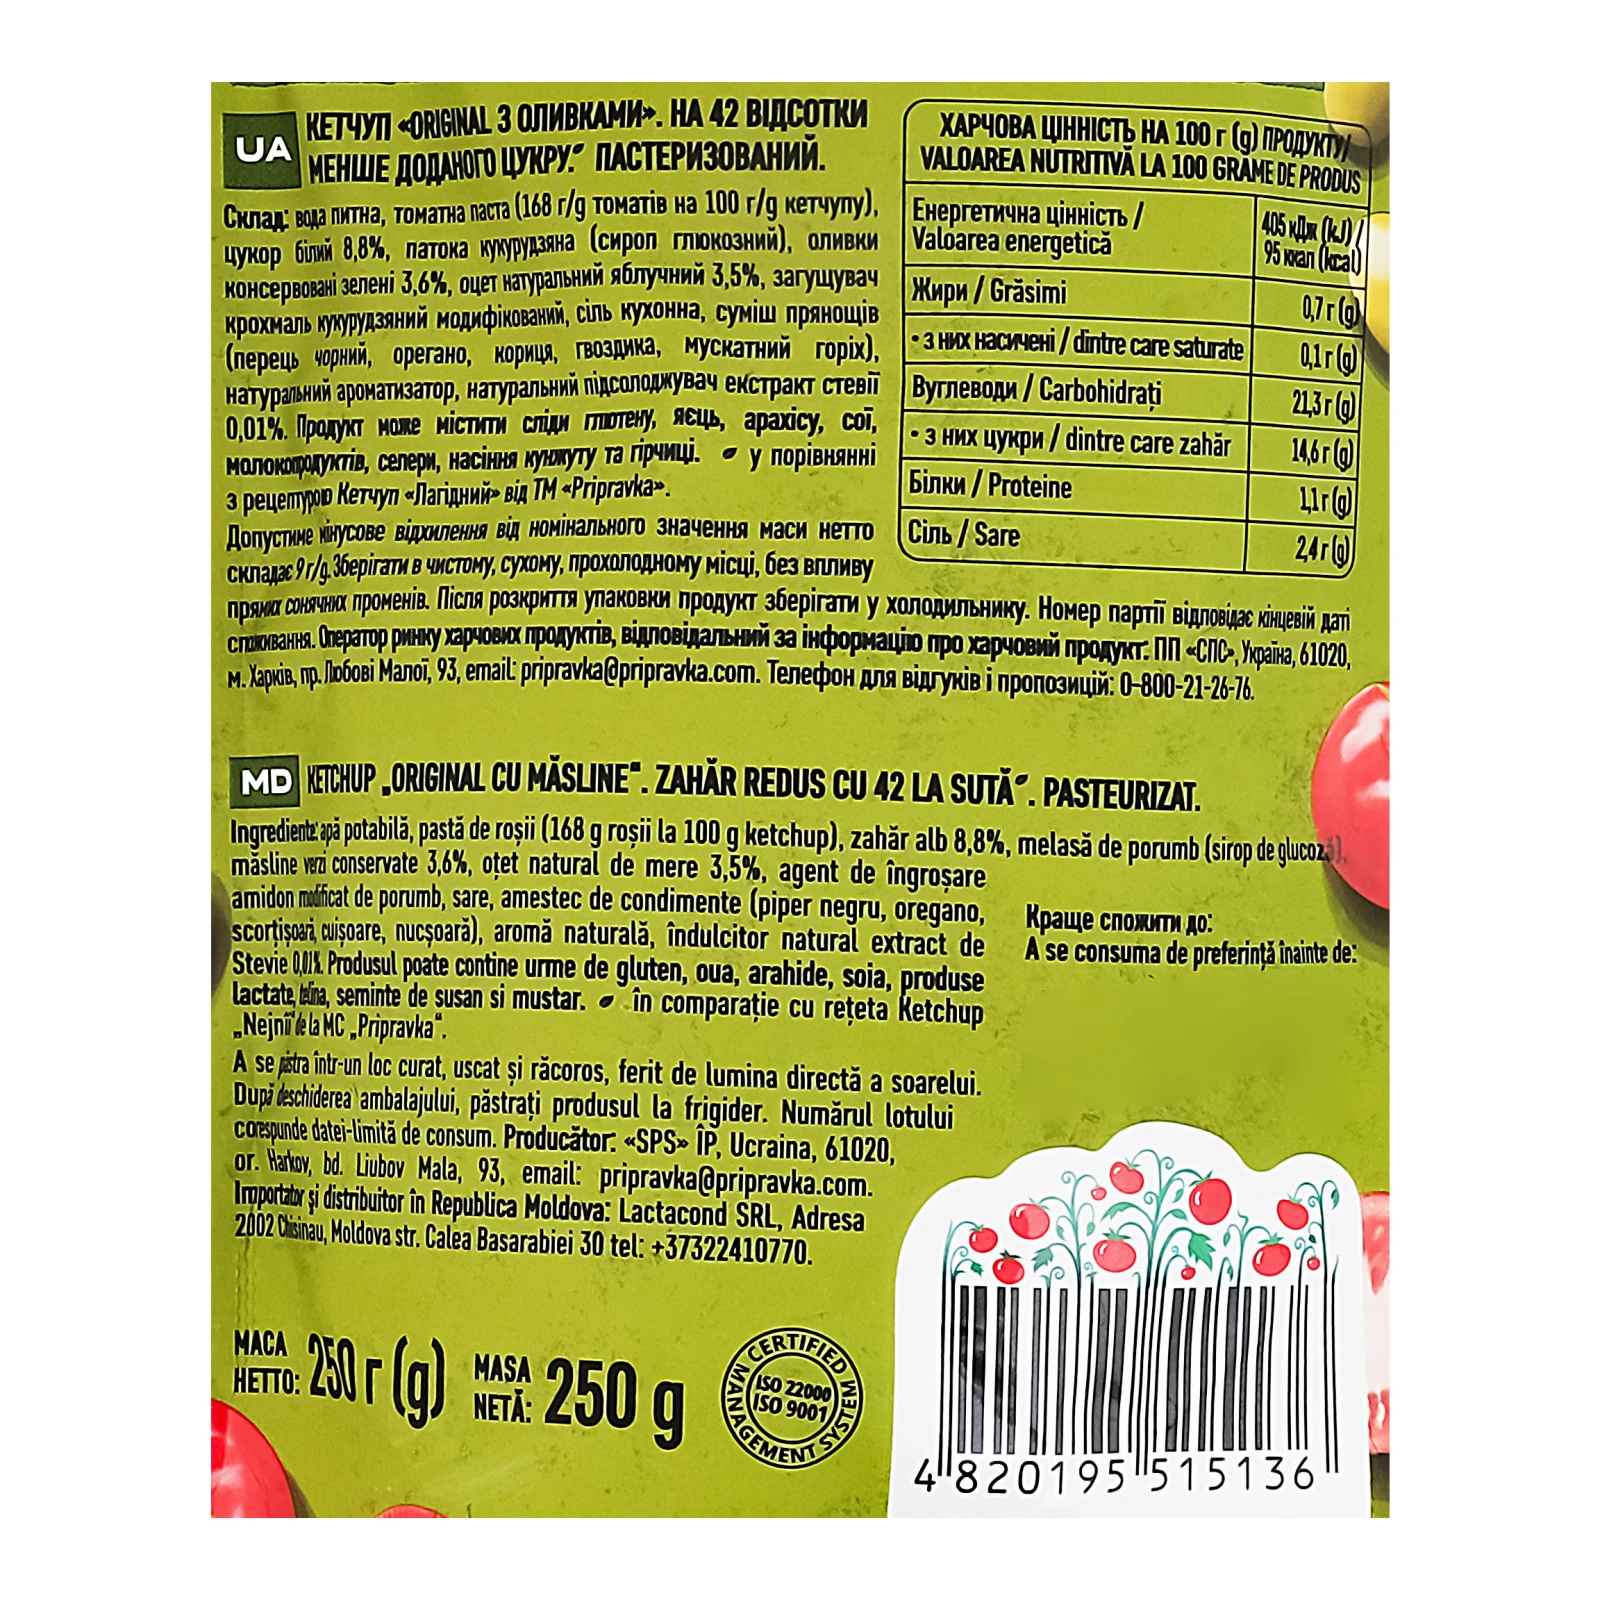 UA КЕТЧУП «ORIGINAL З ОЛИВКАМИ». НА 42 ВІДСОТКИ
МЕНШЕ ДОДАНОГО ЦУКРУ. ПАСТЕРИЗОВАНИЙ.
Склад: вода питна, томатна паста (168 г/g томатів на 100 г/g кетчупу),
цукор білий 8,8%, патока кукурудзяна (сироп глюкозний), оливки
консервовані зелені 3,6%, оцет натуральний яблучний 3,5%, загущувач
крохмаль кукурудзяний модифікований, сіль кухонна, суміш прянощів
(перець чорний, орегано, кориця, гвоздика, мускатний горіх),
натуральний ароматизатор, натуральний підсолоджувач екстракт стевії
0,01%. Продукт може містити сліди глютену, яєць, арахісу, сої,
молокопродуктів, селери, насіння кунжуту та гірчиці. у порівнянні
з рецептурою Кетчуп «Лагідний» від ТМ «Pripravka».
Допустиме мінусове відхилення від номінального значення маси нетто
складає 9 г/g. Зберігати в чистому, сухому, прохолодному місці, без впливу
прямих сонячних променів. Після розкриття упаковки продукт зберігати у холодильнику. Номер партії відповідає кінцевій даті
споживання. Оператор ринку харчових продуктів, відповідальний за інформацію про харчовий продукт: ПП «СПС», Україна, 61020,
м. Харків, пр. Любові Малої, 93, email: pripravka@pripravka.com. Телефон для відгуків і пропозицій: 0-800-21-26-76.
ХАРЧОВА ЦІННІСТЬ НА 100 г (g) ПРОДУКТУ/
VALOAREA NUTRITIVĂ LA 100 GRAME DE PRODUS
Енергетична цінність / 405 кДж (kJ)/
Valoarea energetică 95 ккал (kcal)
Жири / Grăsimi 0,7 г (g)
• з них насичені / dintre care saturate 0,1 г (g)
Вуглеводи / Carbohidrați 21,3 г (g)
• з них цукри / dintre care zahăr 14,6 г (g)
Білки / Proteine 1,1 г (g)
Сіль / Sare 2,4 г (g)
MD KETCHUP „ORIGINAL CU MĂSLINE“. ZAHĂR REDUS CU 42 LA SUTĂ. PASTEURIZAT.
Ingrediente: apă potabilă, pastă de roșii (168 g roșii la 100 g ketchup), zahăr alb 8,8%, melasă de porumb (sirop de glucoză),
măsline verzi conservate 3,6%, oțet natural de mere 3,5%, agent de îngroșare
amidon modificat de porumb, sare, amestec de condimente (piper negru, oregano,
scorțișoară, cuișoare, nucșoară), aromă naturală, îndulcitor natural extract de
Stevie 0,01%. Produsul poate contine urme de gluten, oua, arahide, soia, produse
lactate, telina, seminte de susan si mustar. în comparație cu rețeta Ketchup
„Nejnîi“ de la MC „Pripravka“.
A se păstra într-un loc curat, uscat și răcoros, ferit de lumina directă a soarelui.
După deschiderea ambalajului, păstrați produsul la frigider. Numărul lotului
corespunde datei-limită de consum. Producător: «SPS» ÎP, Ucraina, 61020,
or. Harkov, bd. Liubov Mala, 93, email: pripravka@pripravka.com.
Importator și distribuitor în Republica Moldova: Lactacond SRL, Adresa
2002 Chisinau, Moldova str. Calea Basarabiei 30 tel: +37322410770.
Краще спожити до:
A se consuma de preferință înainte de:
МАСА
НЕТТО: 250 г (g)
MASA
NETĂ: 250 g
CERTIFIED
ISO 22000
ISO 9001
MANAGEMENT SYSTEM
4 820195 515136